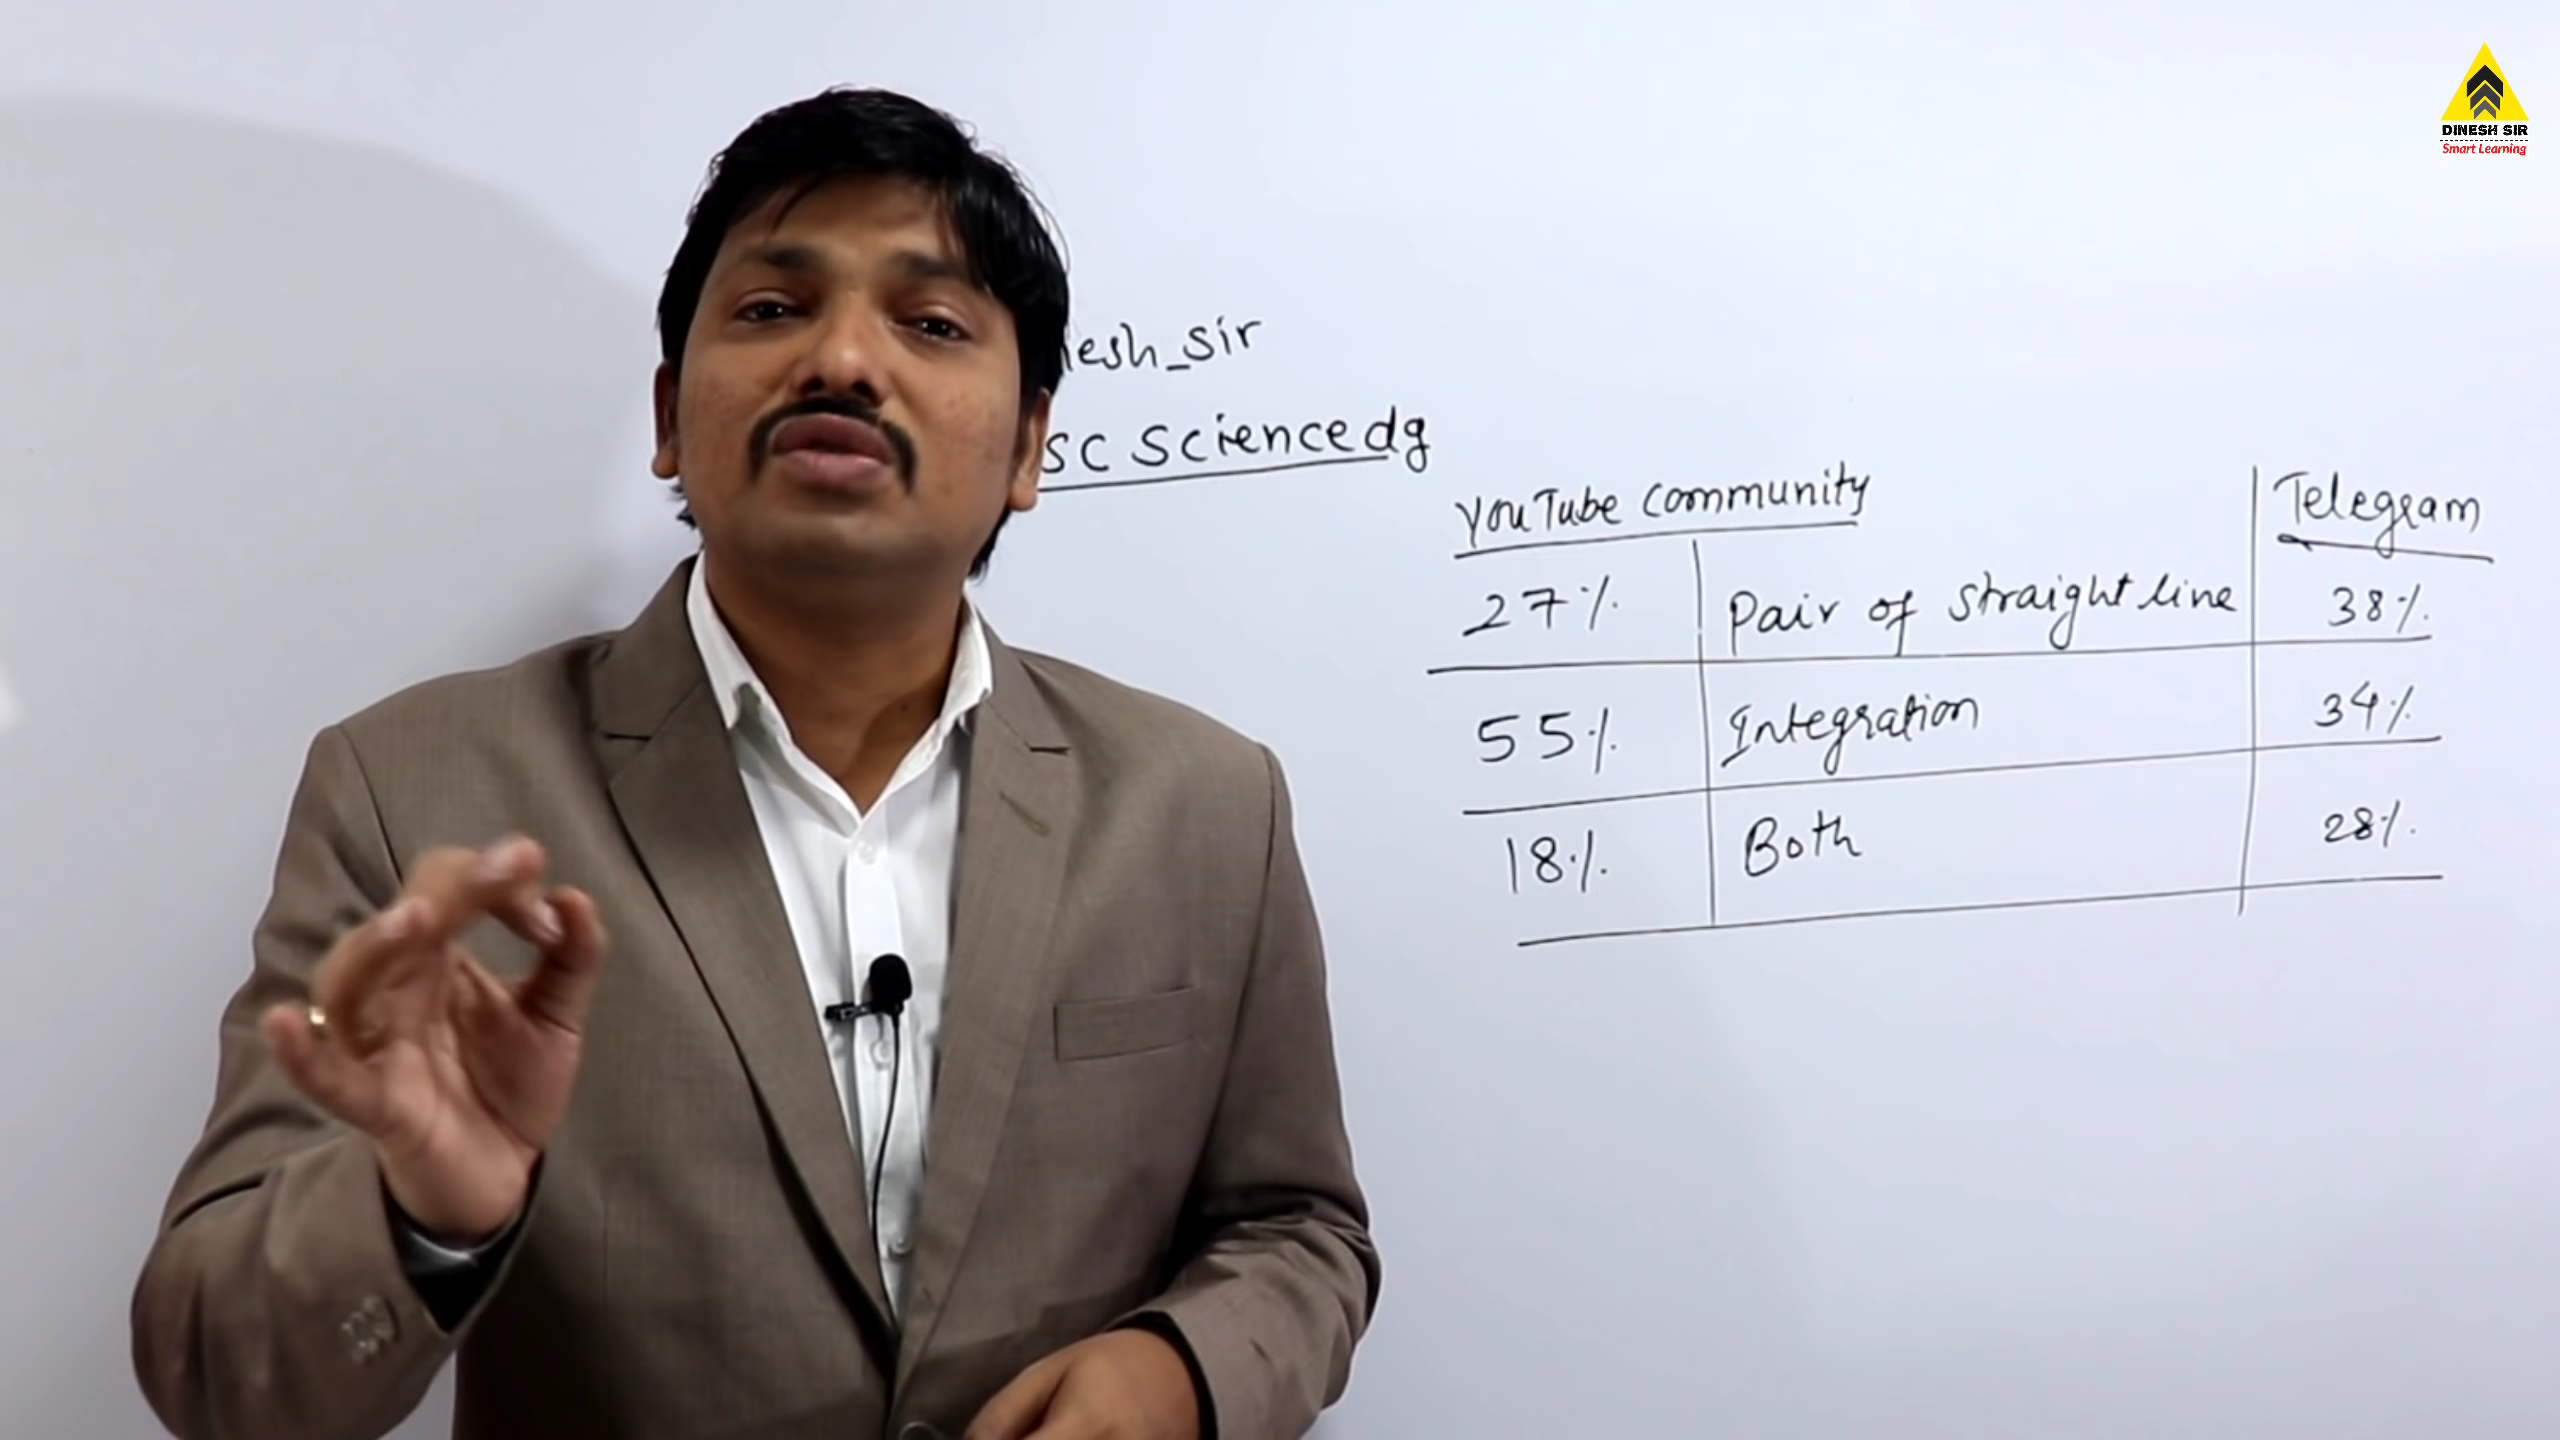 DINESH SIR
Smart Learning
nesh_sir
SC Sciencedg
YouTube Community
Telegram
27% Pair of straight line 38%
55% Integration 34%
18% Both 28%